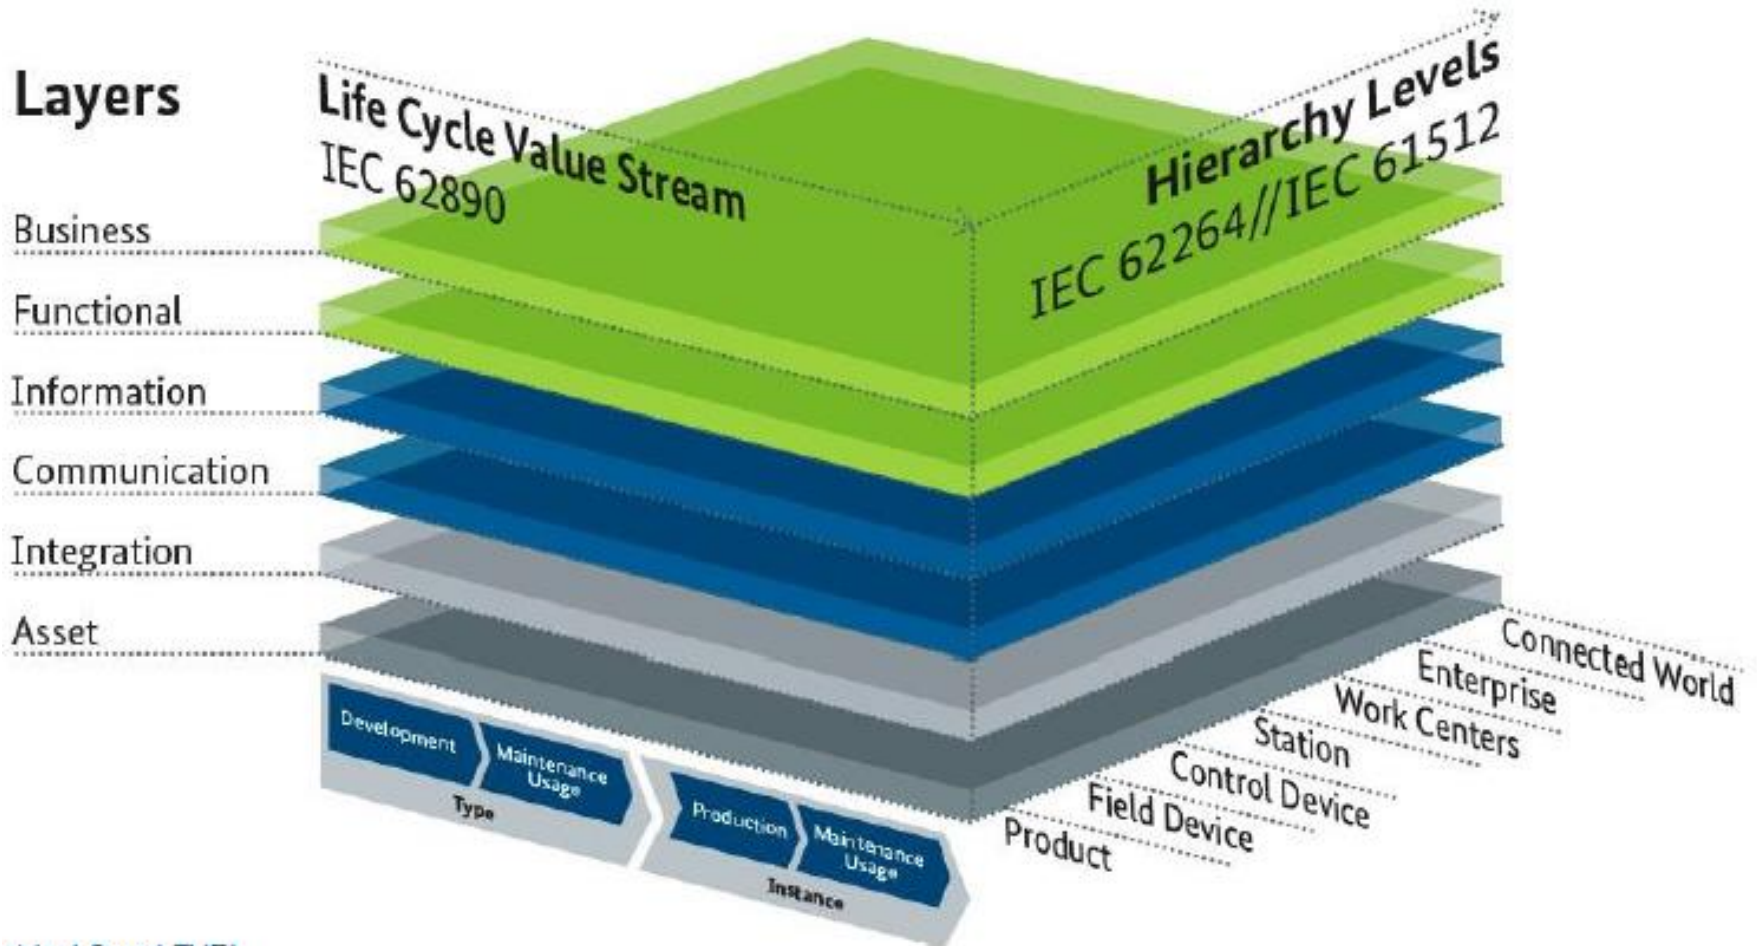 Layers
Life Cycle Value Stream
IEC 62890
Hierarchy Levels
IEC 62264//IEC 61512
Business
Functional
Information
Communication
Integration
Asset
Development
Maintenance
Usage
Type
Production
Maintenance
Usage
Instance
Connected World
Enterprise
Work Centers
Station
Control Device
Field Device
Product